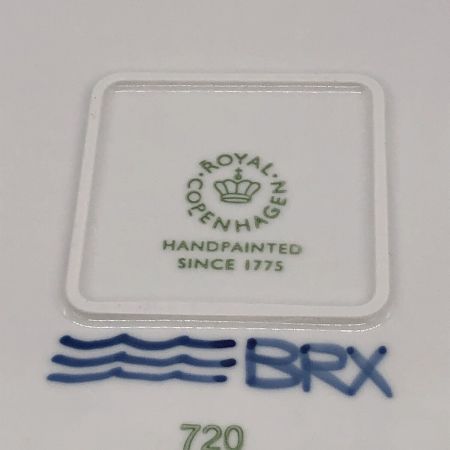 ROYAL
COPENHAGEN
HANDPAINTED
SINCE 1775
BRX
720